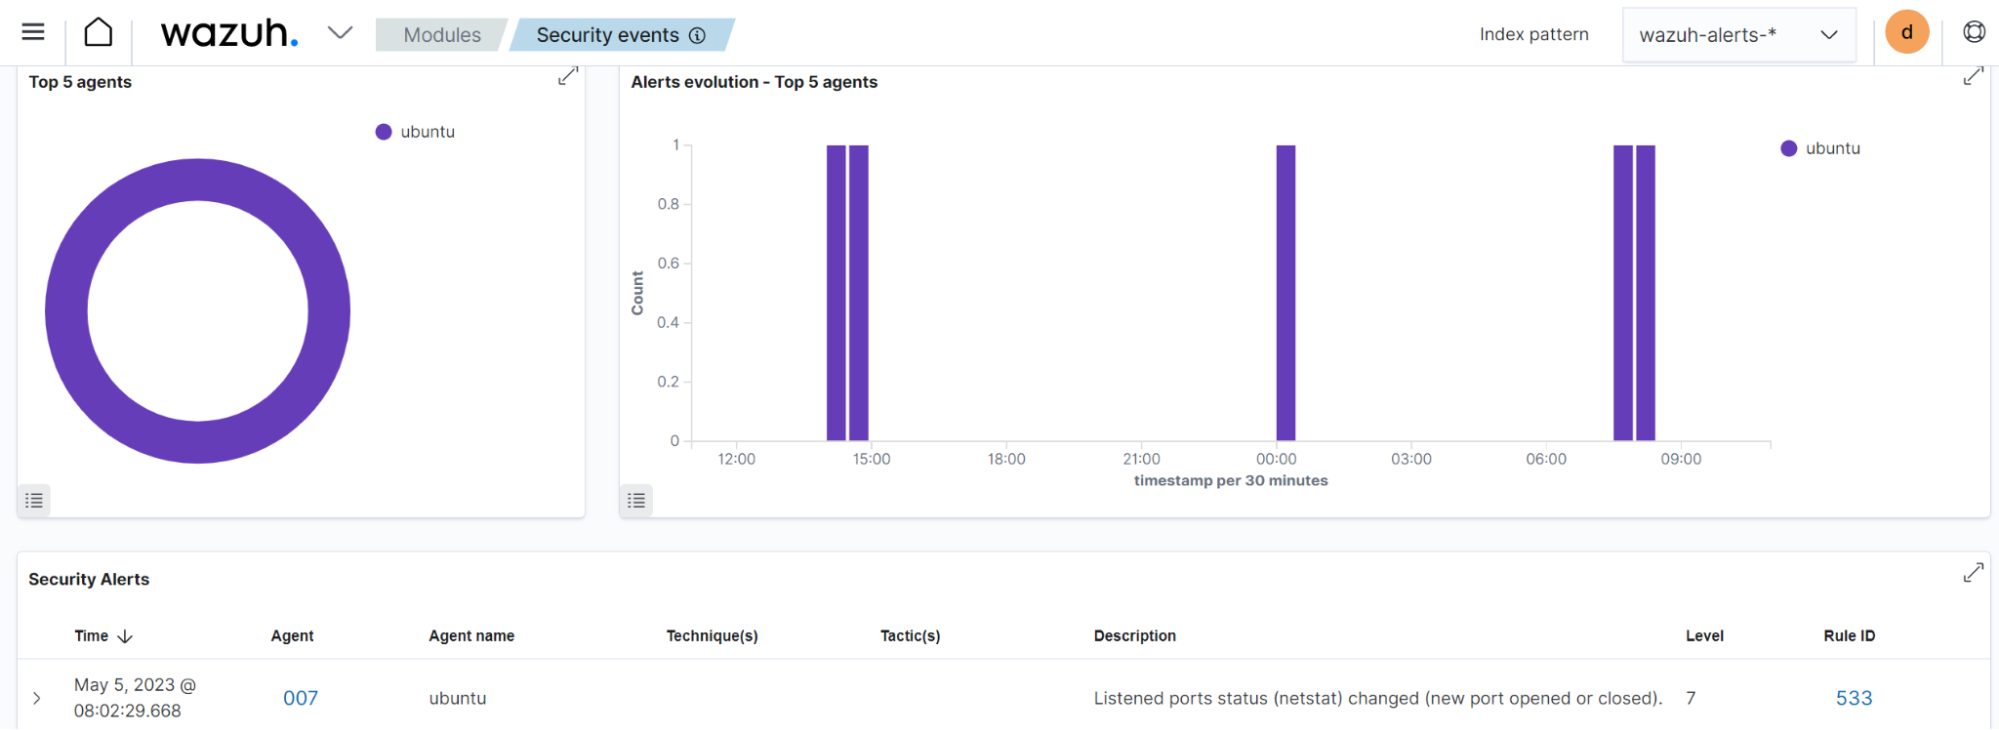 wazuh.
Modules
Security events
Index pattern
wazuh-alerts-*
d
Top 5 agents
ubuntu
Alerts evolution - Top 5 agents
1
0.8
0.6
0.4
0.2
0
Count
12:00 15:00 18:00 21:00 00:00 03:00 06:00 09:00
timestamp per 30 minutes
ubuntu
Security Alerts
Time Agent Agent name Technique(s) Tactic(s) Description Level Rule ID
May 5, 2023 @
08:02:29.668
007 ubuntu Listened ports status (netstat) changed (new port opened or closed). 7 533